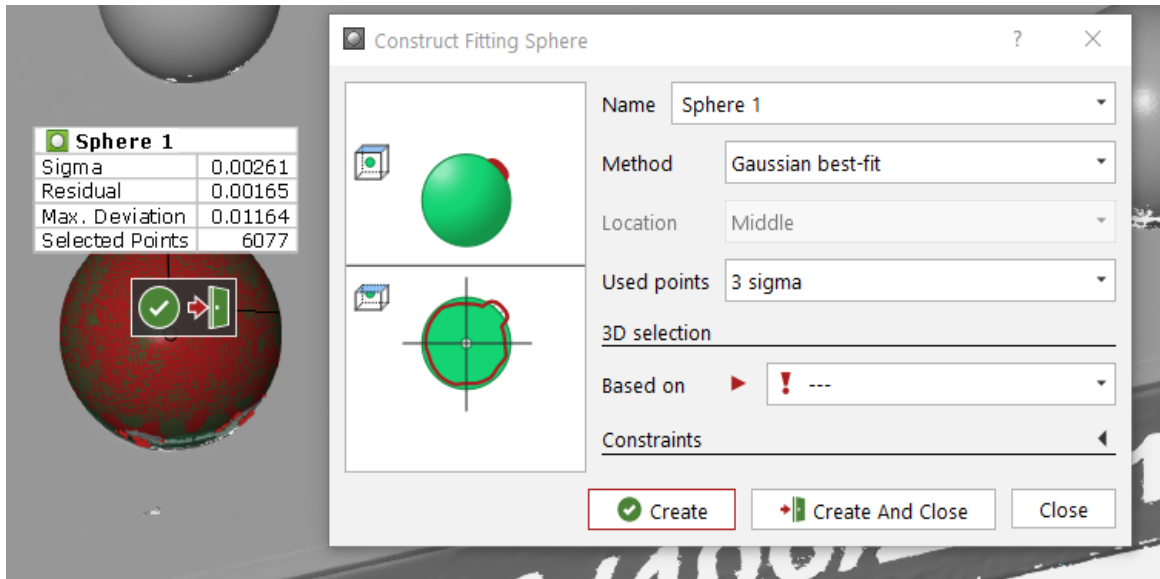 Construct Fitting Sphere
?
Name Sphere 1
Method Gaussian best-fit
Location Middle
Used points 3 sigma
3D selection
Based on ---
Constraints
Create
Create And Close
Close
Sphere 1
Sigma 0.00261
Residual 0.00165
Max. Deviation 0.01164
Selected Points 6077